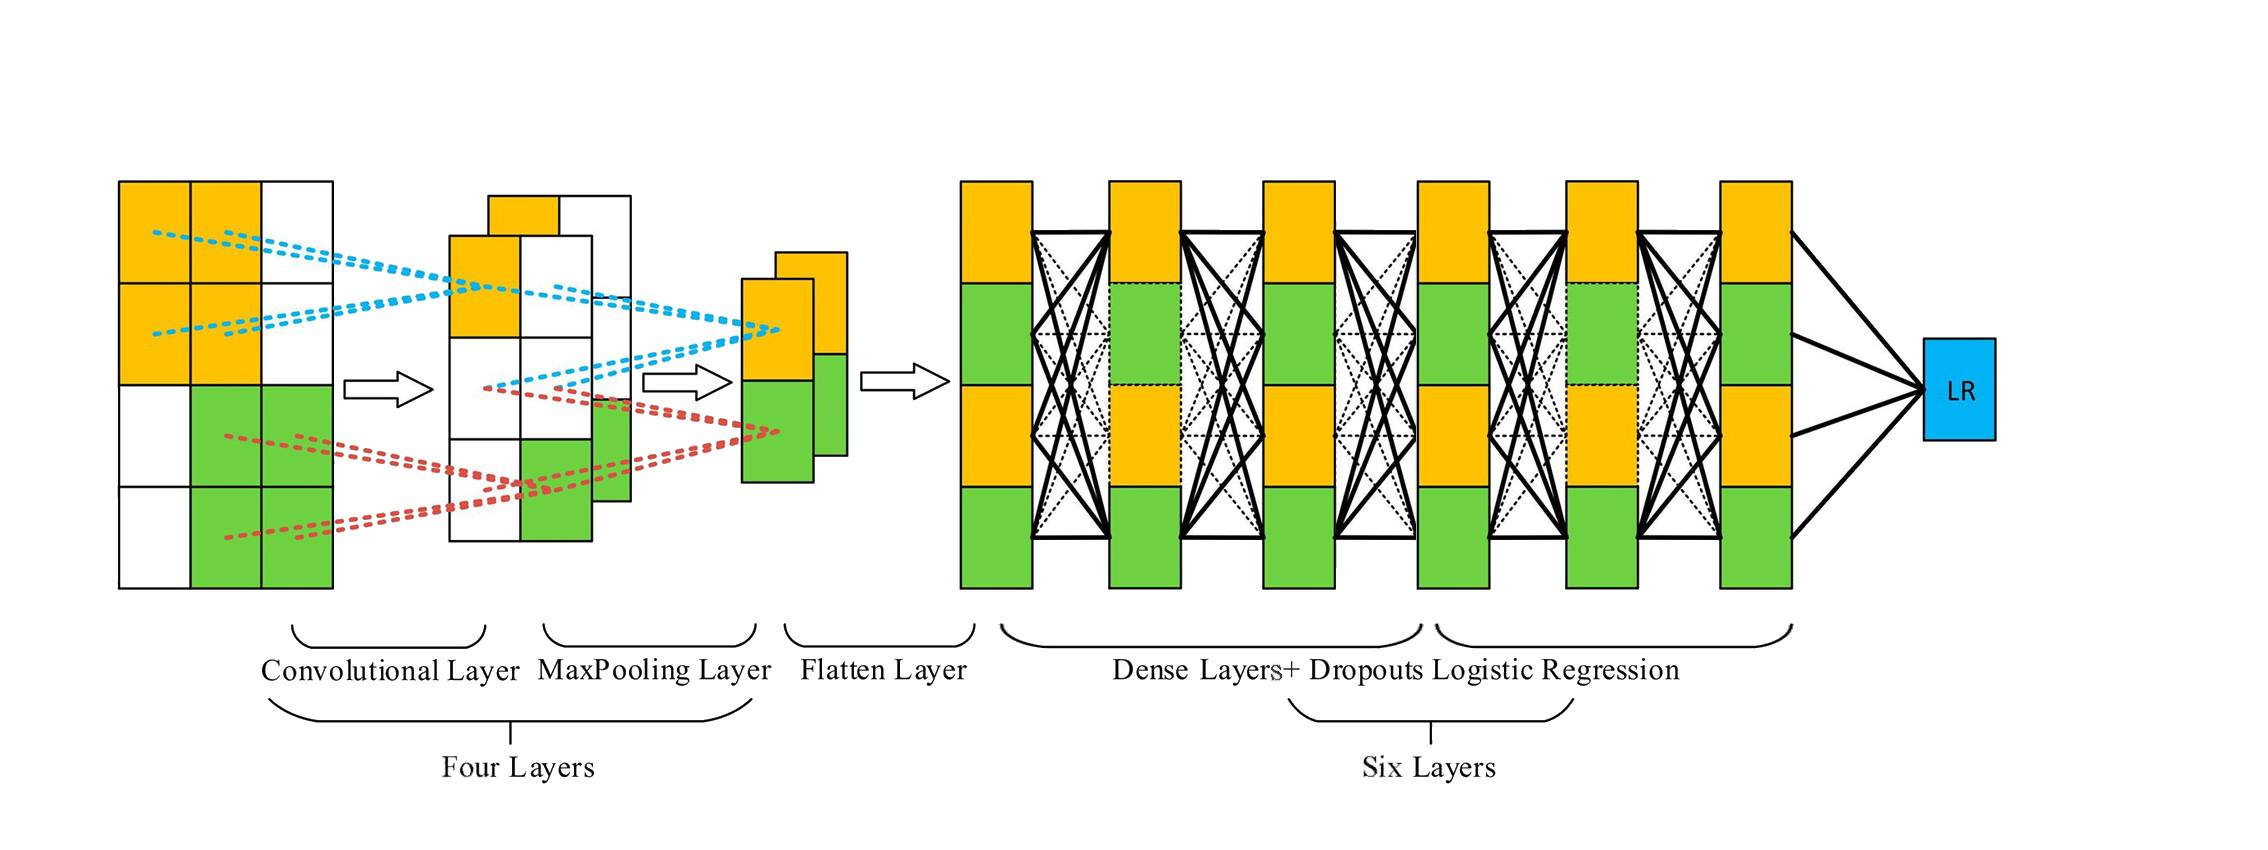 LR
Convolutional Layer MaxPooling Layer Flatten Layer Dense Layers+ Dropouts Logistic Regression
Four Layers Six Layers